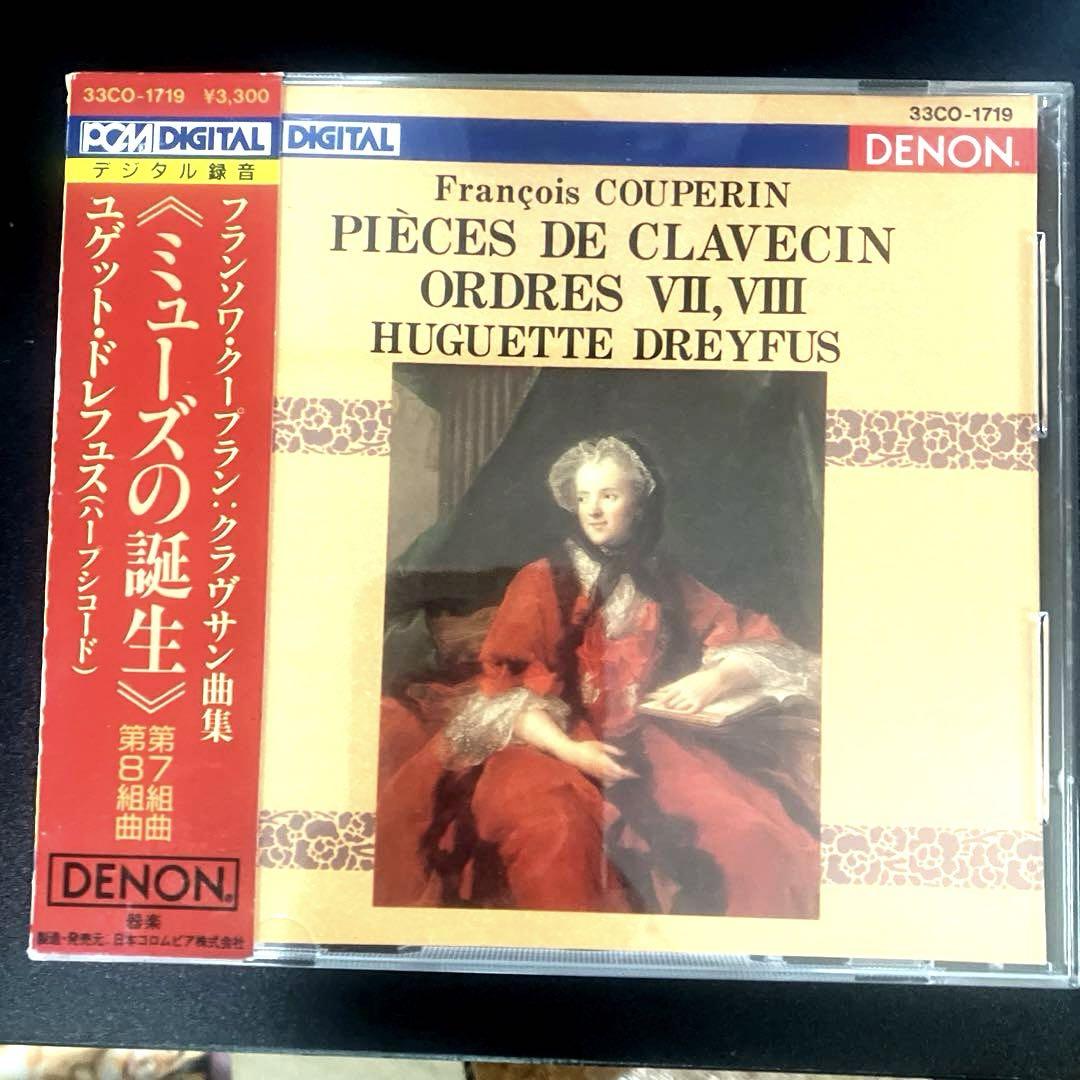 33CO-1719 ¥3,300
PCM DIGITAL
デジタル録音
フランソワ・クープラン:クラヴサン曲集
《ミューズの誕生》第7組曲
第8組曲
ユゲット・ドレフュス(ハープシコード)
DENON®
器楽
製造・発売元:日本コロムビア株式会社
33CO-1719
DIGITAL
DENON®
François COUPERIN
PIÈCES DE CLAVECIN
ORDRES VII, VIII
HUGUETTE DREYFUS